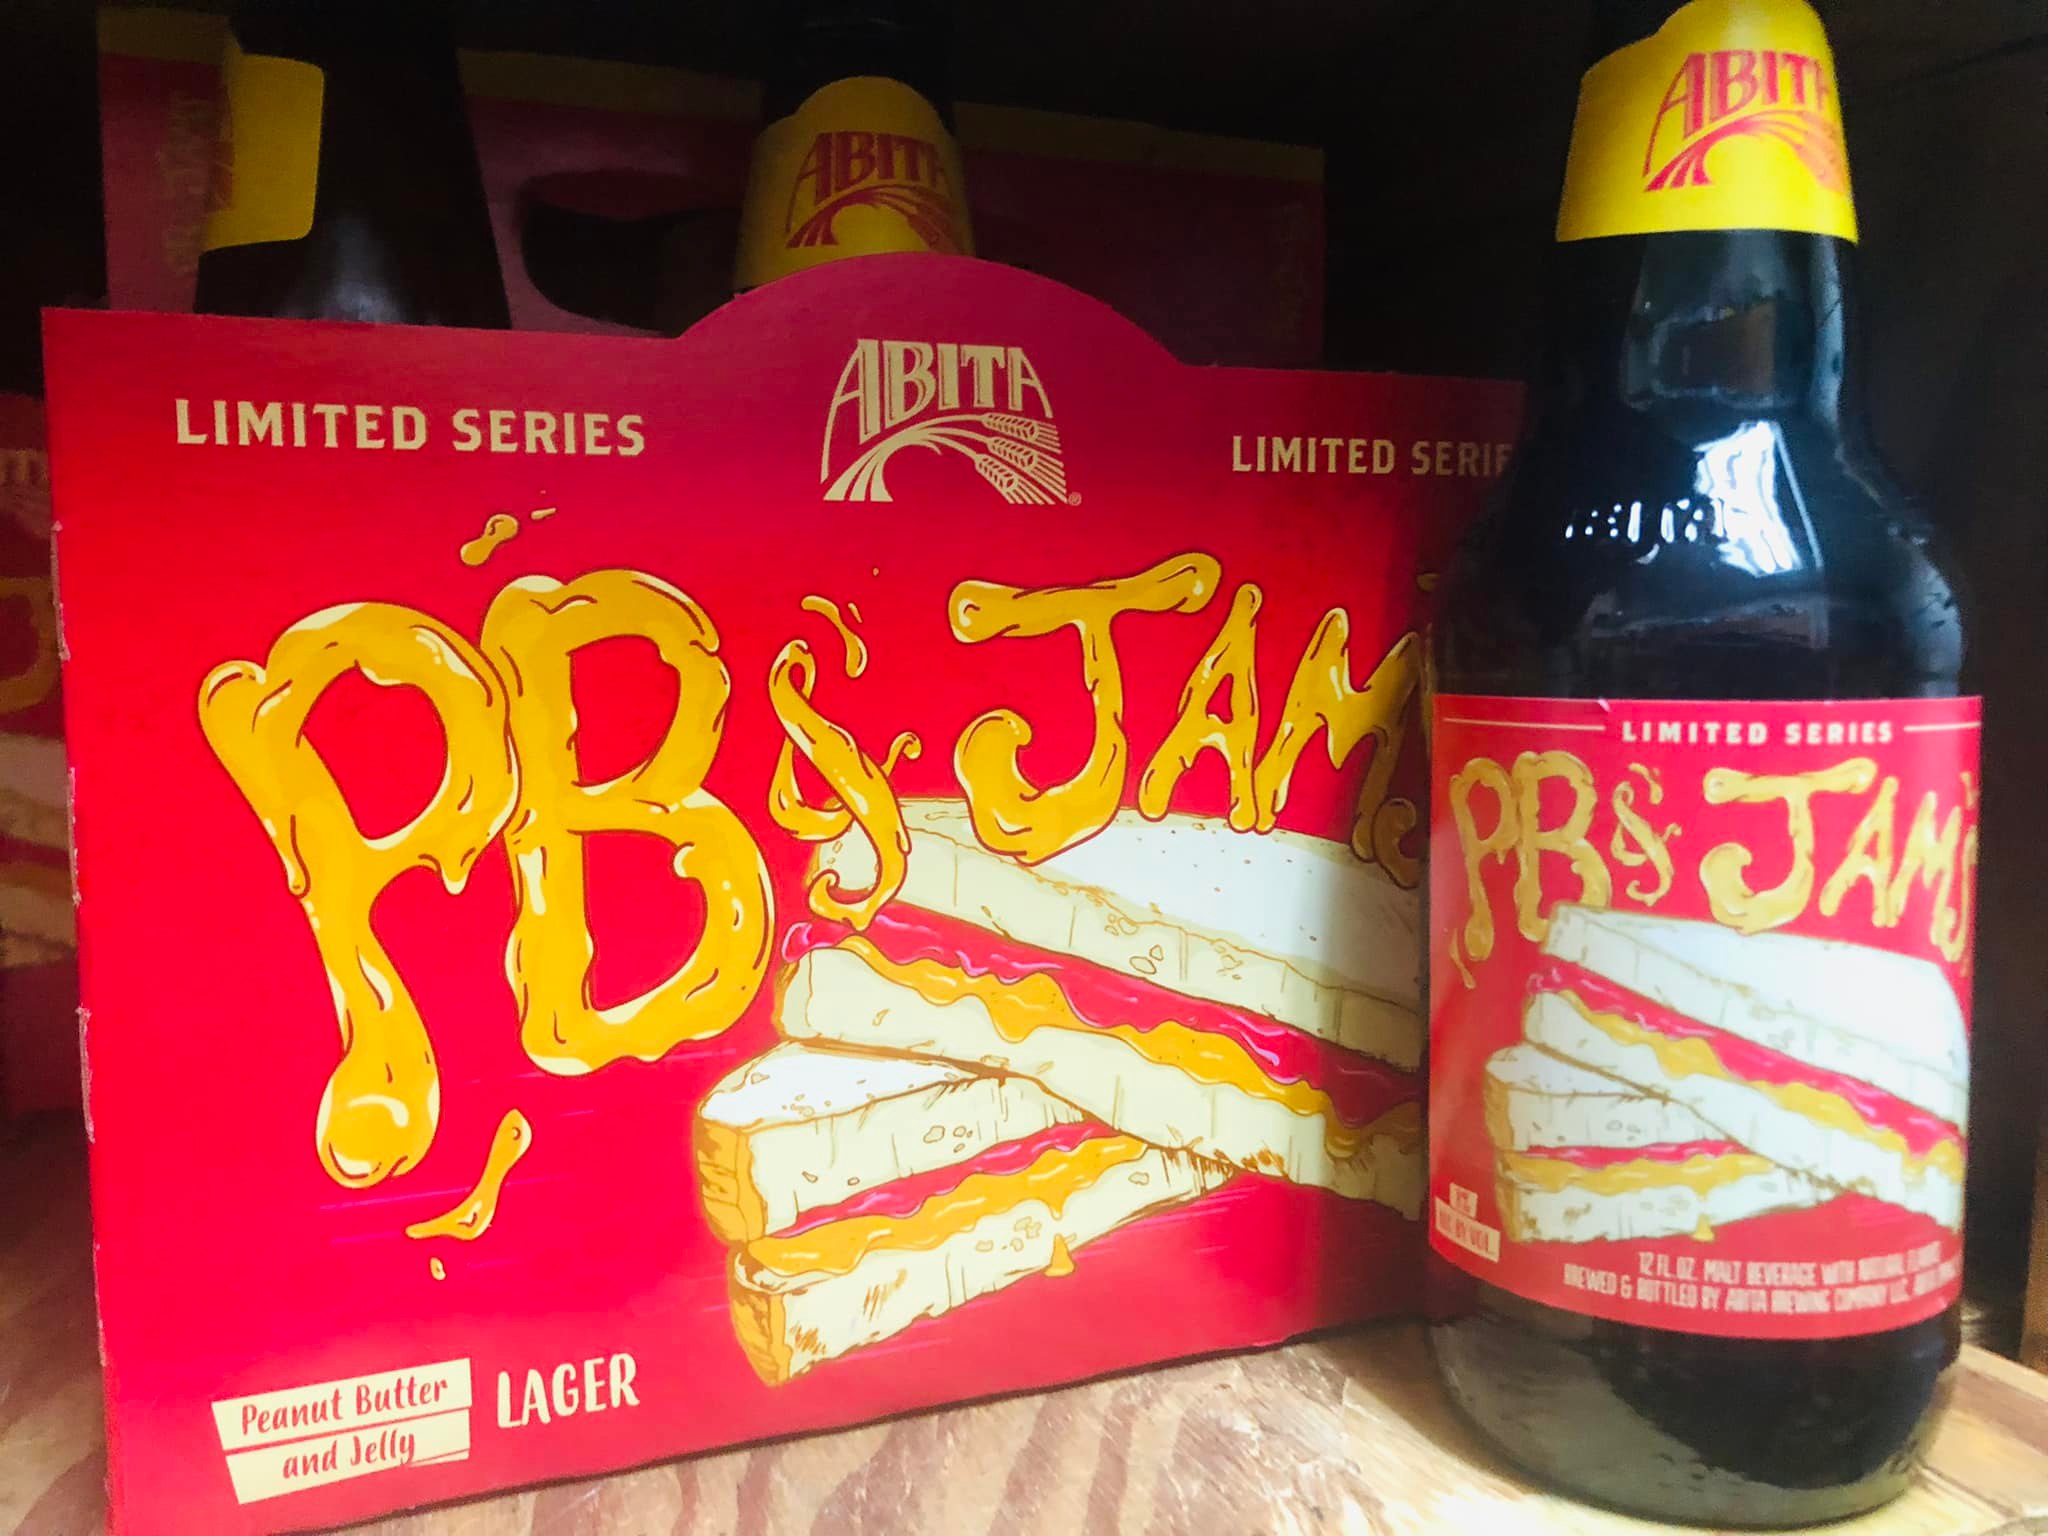 ABITA
ABITA
LIMITED SERIES
ABITA
®
LIMITED
PB & JAM
Peanut Butter
and Jelly
LAGER
LIMITED SERIES
PB & JAM'S
12 FL. OZ. MALT BEVERAGE WITH NATURAL
BREWED & BOTTLED BY ABITA BREWING COMPANY LLC,